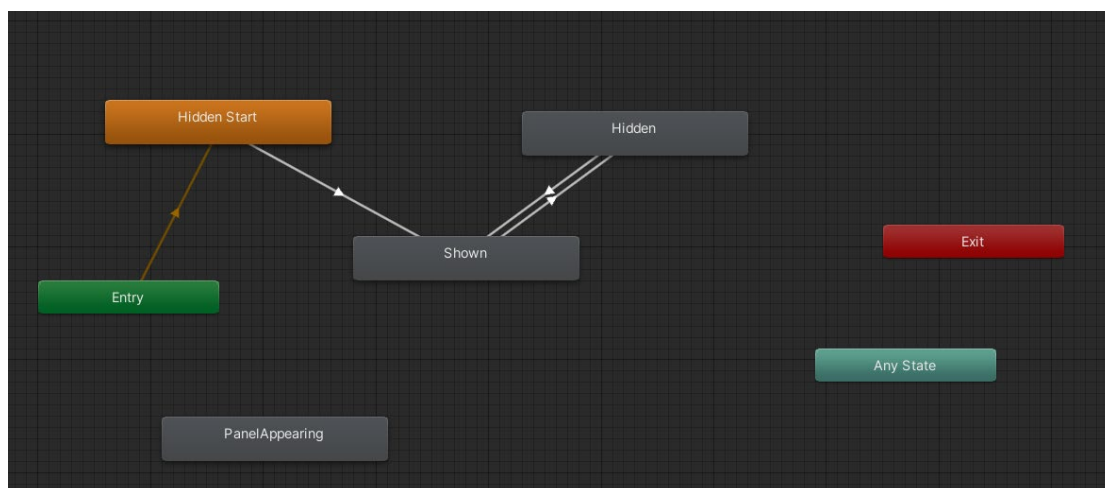 Hidden Start
Hidden
Exit
Shown
Entry
Any State
PanelAppearing